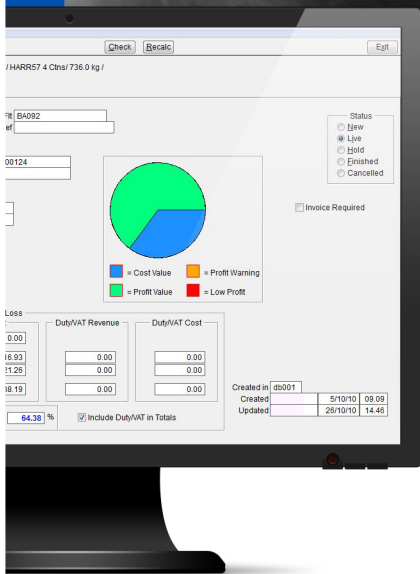 Check Recalc Exit
/ HARR57 4 Ctns/ 736.0 kg /
Flt BA092
ef
Status
New
Live
Hold
Finished
Cancelled
00124
Invoice Required
= Cost Value = Profit Warning
= Profit Value = Low Profit
Loss Duty/VAT Revenue Duty/VAT Cost
0.00
16.93 0.00 0.00
21.26 0.00 0.00
38.19 0.00 0.00
64.38 % Include Duty/VAT in Totals
Created in db001
Created 5/10/10 09.09
Updated 26/10/10 14.46